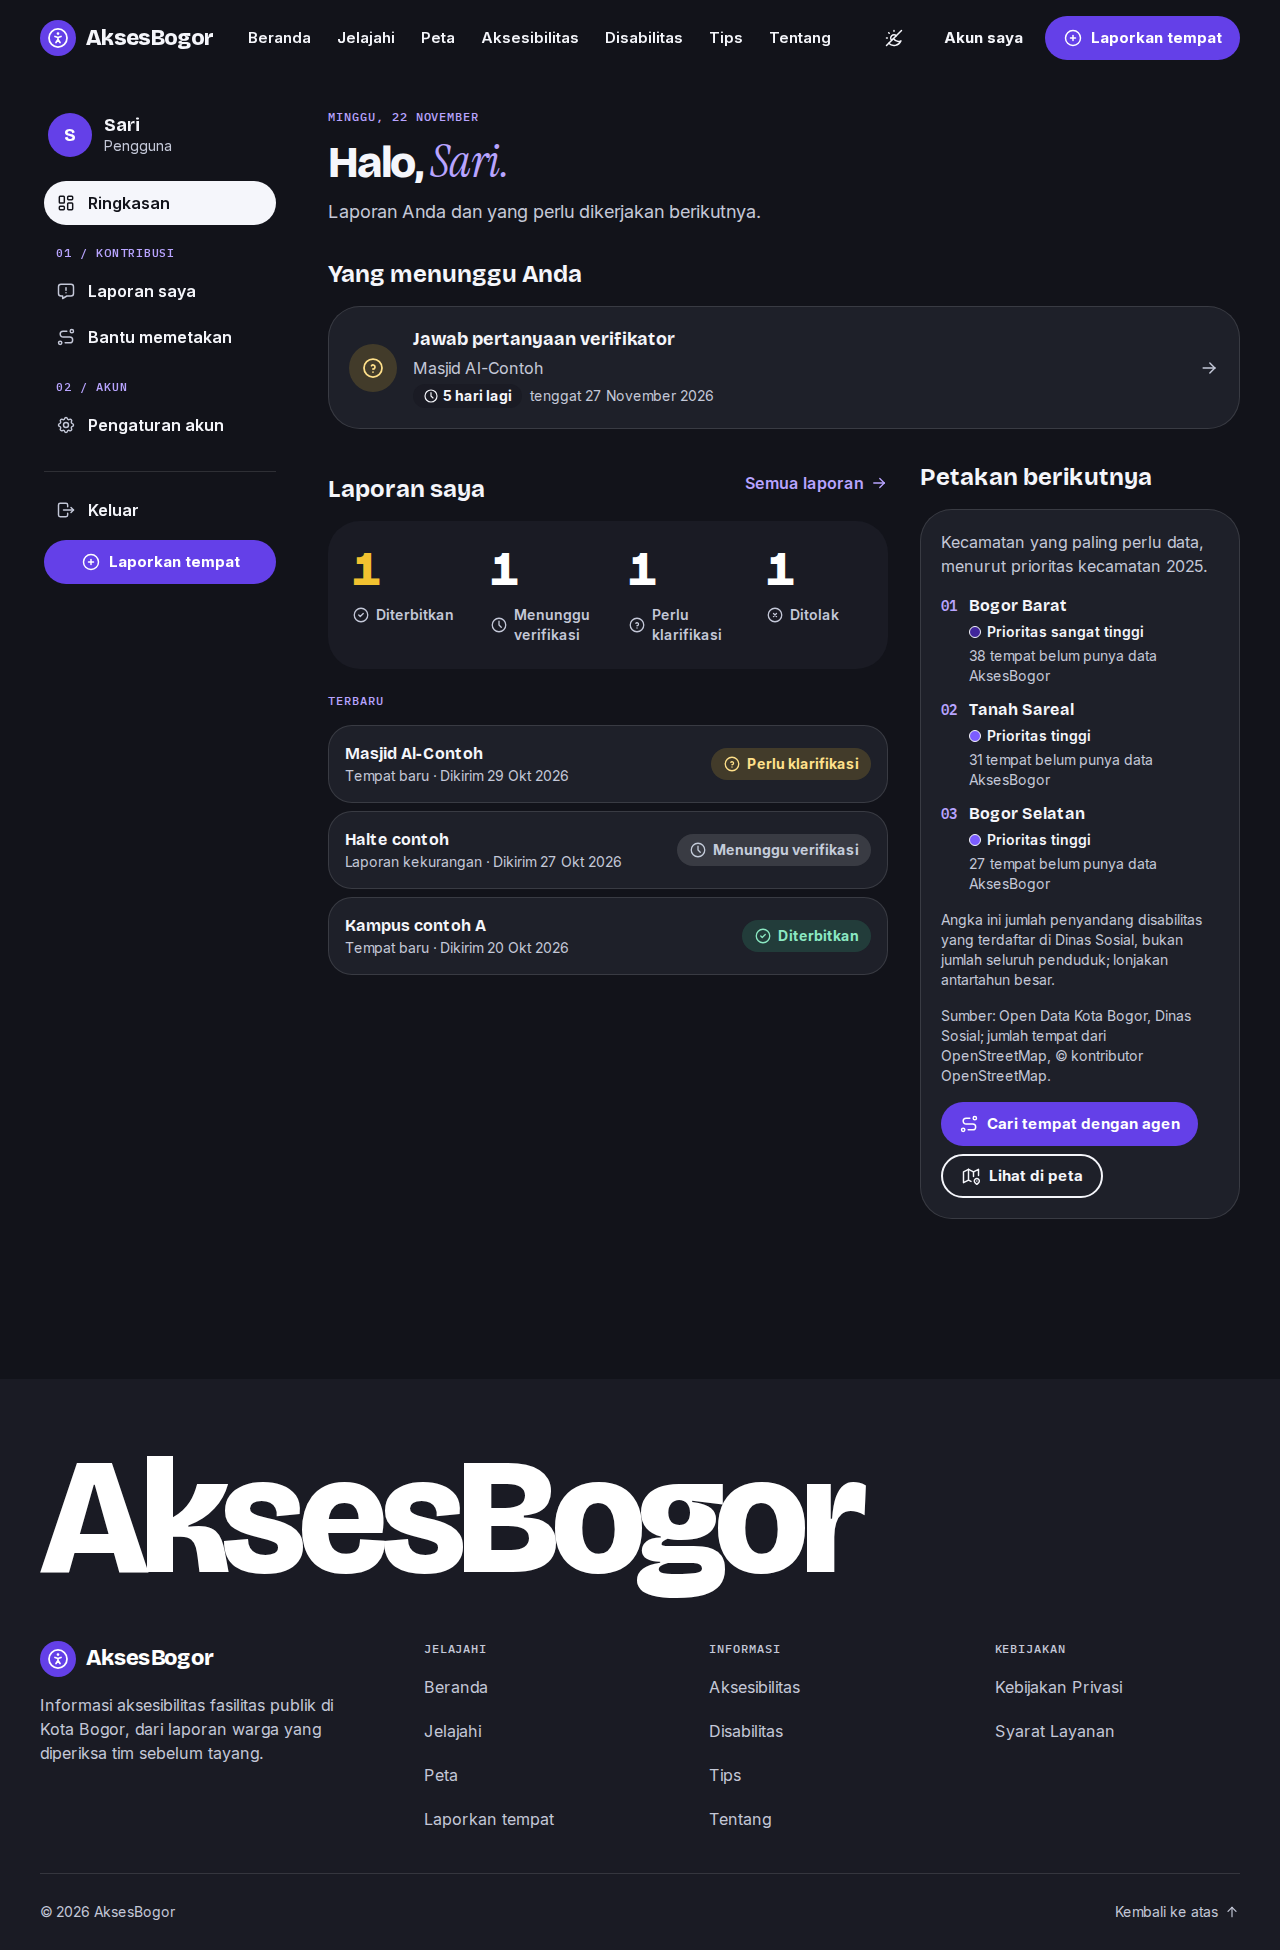 AksesBogor
Beranda
Jelajahi
Peta
Aksesibilitas
Disabilitas
Tips
Tentang
Akun saya
Laporkan tempat
S
Sari
Pengguna
Ringkasan
01 / KONTRIBUSI
Laporan saya
Bantu memetakan
02 / AKUN
Pengaturan akun
Keluar
Laporkan tempat
MINGGU, 22 NOVEMBER
Halo, Sari.
Laporan Anda dan yang perlu dikerjakan berikutnya.
Yang menunggu Anda
Jawab pertanyaan verifikator
Masjid Al-Contoh
5 hari lagi tenggat 27 November 2026
Laporan saya
Semua laporan →
1
Diterbitkan
1
Menunggu
verifikasi
1
Perlu
klarifikasi
1
Ditolak
TERBARU
Masjid Al-Contoh
Tempat baru · Dikirim 29 Okt 2026
Perlu klarifikasi
Halte contoh
Laporan kekurangan · Dikirim 27 Okt 2026
Menunggu verifikasi
Kampus contoh A
Tempat baru · Dikirim 20 Okt 2026
Diterbitkan
Petakan berikutnya
Kecamatan yang paling perlu data,
menurut prioritas kecamatan 2025.
01 Bogor Barat
Prioritas sangat tinggi
38 tempat belum punya data
AksesBogor
02 Tanah Sareal
Prioritas tinggi
31 tempat belum punya data
AksesBogor
03 Bogor Selatan
Prioritas tinggi
27 tempat belum punya data
AksesBogor
Angka ini jumlah penyandang disabilitas
yang terdaftar di Dinas Sosial, bukan
jumlah seluruh penduduk; lonjakan
antartahun besar.
Sumber: Open Data Kota Bogor, Dinas
Sosial; jumlah tempat dari
OpenStreetMap, © kontributor
OpenStreetMap.
Cari tempat dengan agen
Lihat di peta
AksesBogor
AksesBogor
Informasi aksesibilitas fasilitas publik di
Kota Bogor, dari laporan warga yang
diperiksa tim sebelum tayang.
JELAJAHI
Beranda
Jelajahi
Peta
Laporkan tempat
INFORMASI
Aksesibilitas
Disabilitas
Tips
Tentang
KEBIJAKAN
Kebijakan Privasi
Syarat Layanan
© 2026 AksesBogor
Kembali ke atas ↑